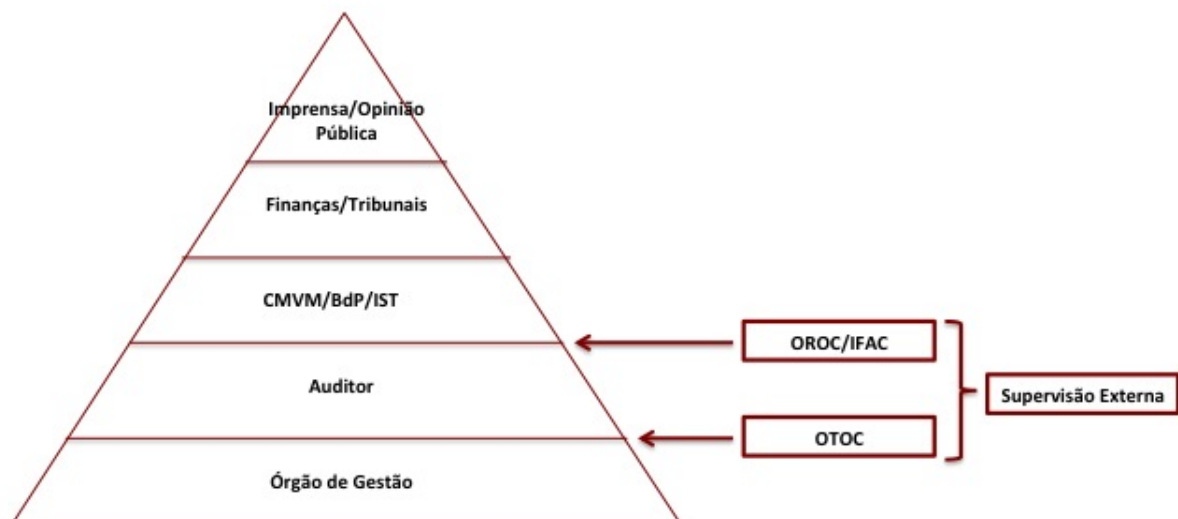 Imprensa/Opinião
Pública
Finanças/Tribunais
CMVM/BdP/IST
OROC/IFAC
Auditor
Supervisão Externa
OTOC
Órgão de Gestão